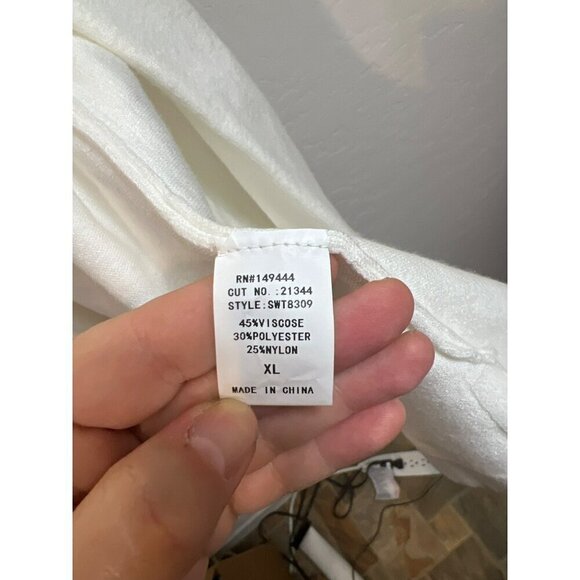 RN#149444
CUT NO.:21344
STYLE:SWT8309
45%VISCOSE
30%POLYESTER
25%NYLON
XL
MADE IN CHINA